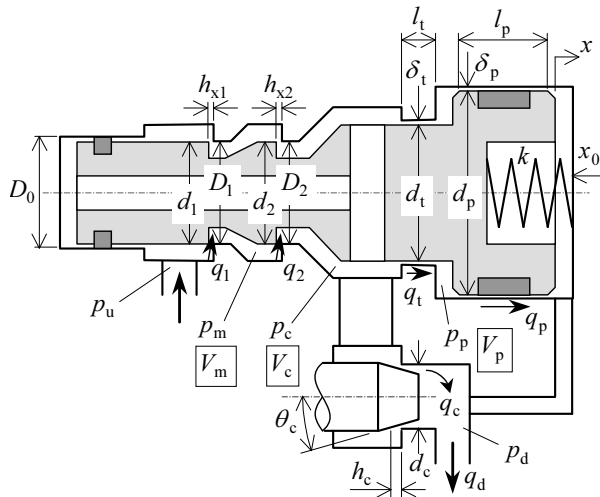 l_t l_p
x
δ_t δ_p
h_x1 h_x2
k x_0
D_0 d_1 D_1 d_2 D_2 d_t d_p
q_1 q_2 q_t q_p
p_u p_m p_c p_p
V_m V_c V_p
q_c
θ_c
p_d
h_c d_c q_d